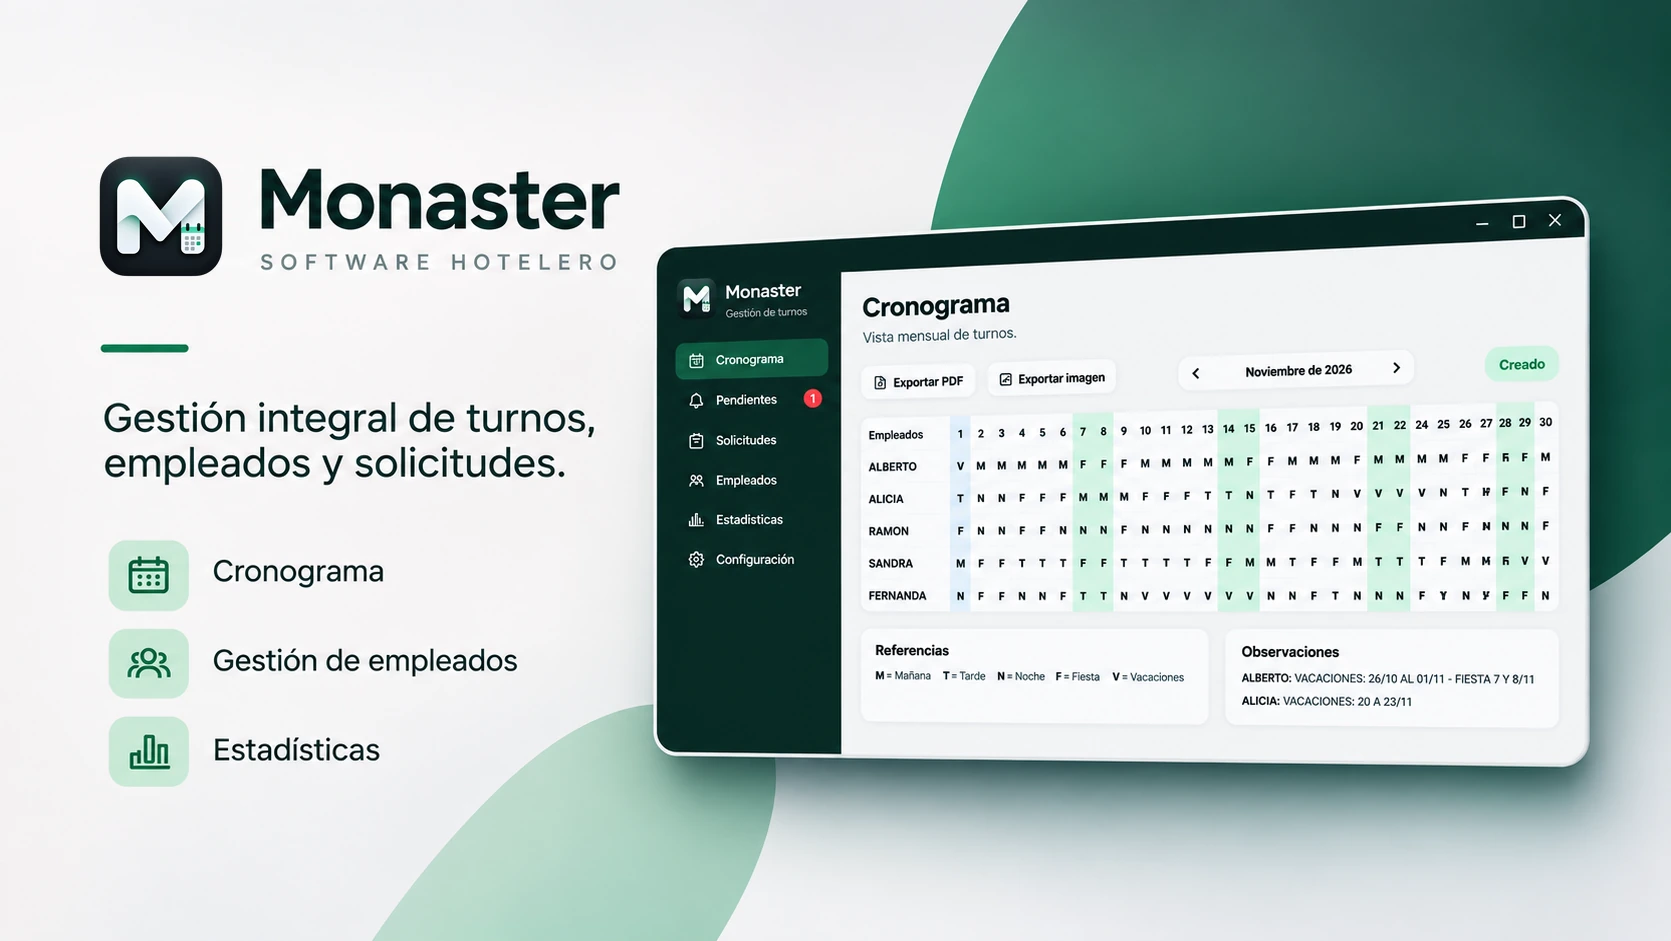 Monaster
SOFTWARE HOTELERO
Gestión integral de turnos,
empleados y solicitudes.
Cronograma
Gestión de empleados
Estadísticas
Monaster
Gestión de turnos
Cronograma
Pendientes 1
Solicitudes
Empleados
Estadisticas
Configuración
Cronograma
Vista mensual de turnos.
Exportar PDF Exportar imagen Noviembre de 2026 Creado
Empleados 1 2 3 4 5 6 7 8 9 10 11 12 13 14 15 16 17 18 19 20 21 22 24 25 26 27 28 29 30
ALBERTO V M M M M M F F F M M M M M F F M M M F M M M M F F F M
ALICIA T N N F F F M M M F F F T T N T F T N V V V V N T F N F
RAMON F N N F F N N N F N N N N N N F F N N N F F N N F N N F
SANDRA M F F T T T F F T T T T F F M M T F F M T T T F M V V
FERNANDA N F F N N F T T N V V V V V V N N F T N N N F N F F N
Referencias
M = Mañana T = Tarde N = Noche F = Fiesta V = Vacaciones
Observaciones
ALBERTO: VACACIONES: 26/10 AL 01/11 - FIESTA 7 Y 8/11
ALICIA: VACACIONES: 20 A 23/11